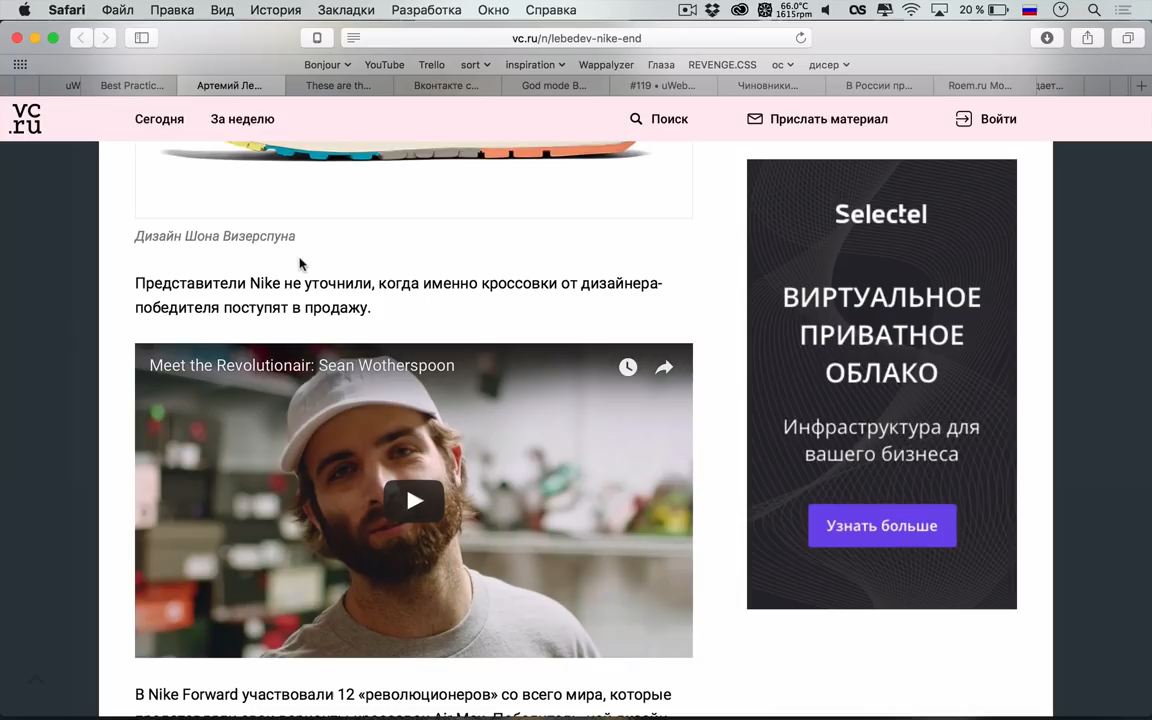 Safari Файл Правка Вид История Закладки Разработка Окно Справка 66.0°C 1615rpm 20 %
vc.ru/n/lebedev-nike-end
Bonjour YouTube Trello sort inspiration Wappalyzer Глаза REVENGE.CSS ос дисер
uW Best Practic... Артемий Ле... These are th... Вконтакте с... God mode В... #119 • uWeb... Чиновники... В России пр... Roem.ru Мо... дает...
vc.ru
Сегодня За неделю Поиск Прислать материал Войти
Дизайн Шона Визерспуна
Представители Nike не уточнили, когда именно кроссовки от дизайнера-
победителя поступят в продажу.
Meet the Revolutionair: Sean Wotherspoon
В Nike Forward участвовали 12 «революционеров» со всего мира, которые
Selectel
ВИРТУАЛЬНОЕ
ПРИВАТНОЕ
ОБЛАКО
Инфраструктура для
вашего бизнеса
Узнать больше